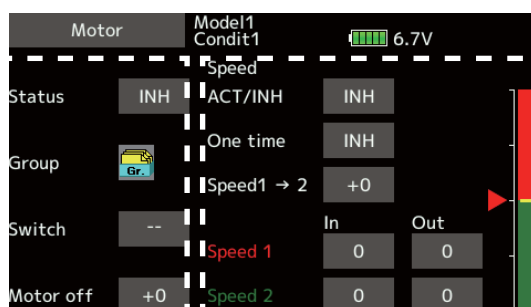 Motor
Model1
Condit1
6.7V
Status INH
Group Gr.
Switch --
Motor off +0
Speed
ACT/INH INH
One time INH
Speed1 → 2 +0
In Out
Speed 1 0 0
Speed 2 0 0